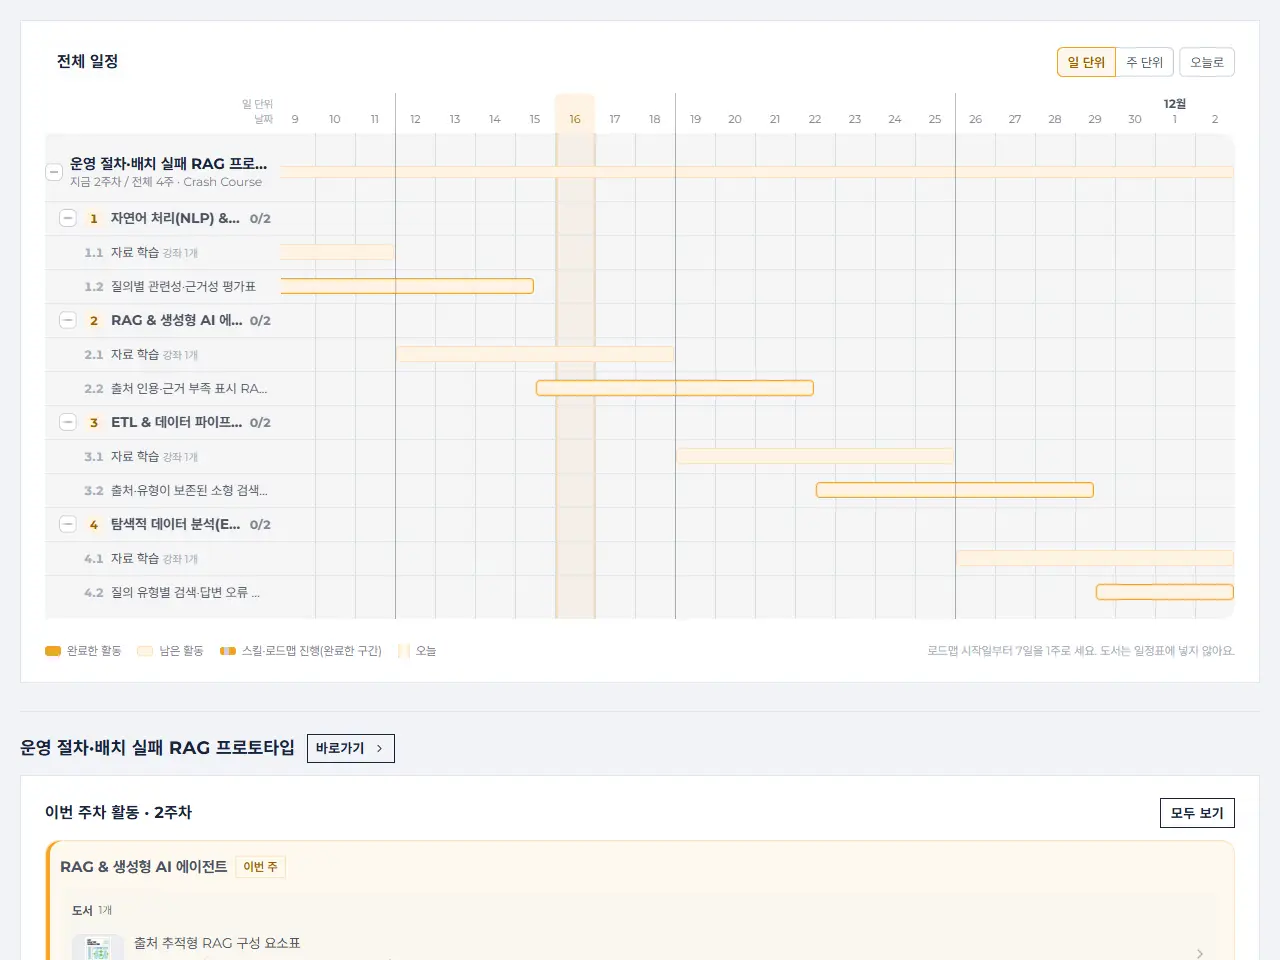 전체 일정
일 단위
주 단위
오늘로
일 단위
날짜
12월
9 10 11 12 13 14 15 16 17 18 19 20 21 22 23 24 25 26 27 28 29 30 1 2
운영 절차·배치 실패 RAG 프로...
지금 2주차 / 전체 4주 · Crash Course
1 자연어 처리(NLP) &... 0/2
1.1 자료 학습 강좌 1개
1.2 질의별 관련성·근거성 평가표
2 RAG & 생성형 AI 에... 0/2
2.1 자료 학습 강좌 1개
2.2 출처 인용·근거 부족 표시 RA...
3 ETL & 데이터 파이프... 0/2
3.1 자료 학습 강좌 1개
3.2 출처·유형이 보존된 소형 검색...
4 탐색적 데이터 분석(E... 0/2
4.1 자료 학습 강좌 1개
4.2 질의 유형별 검색·답변 오류 ...
완료한 활동 남은 활동 스킬·로드맵 진행(완료한 구간) 오늘
로드맵 시작일부터 7일을 1주로 세요. 도서는 일정표에 넣지 않아요.
운영 절차·배치 실패 RAG 프로토타입
바로가기
이번 주차 활동 · 2주차
모두 보기
RAG & 생성형 AI 에이전트 이번 주
도서 1개
출처 추적형 RAG 구성 요소표